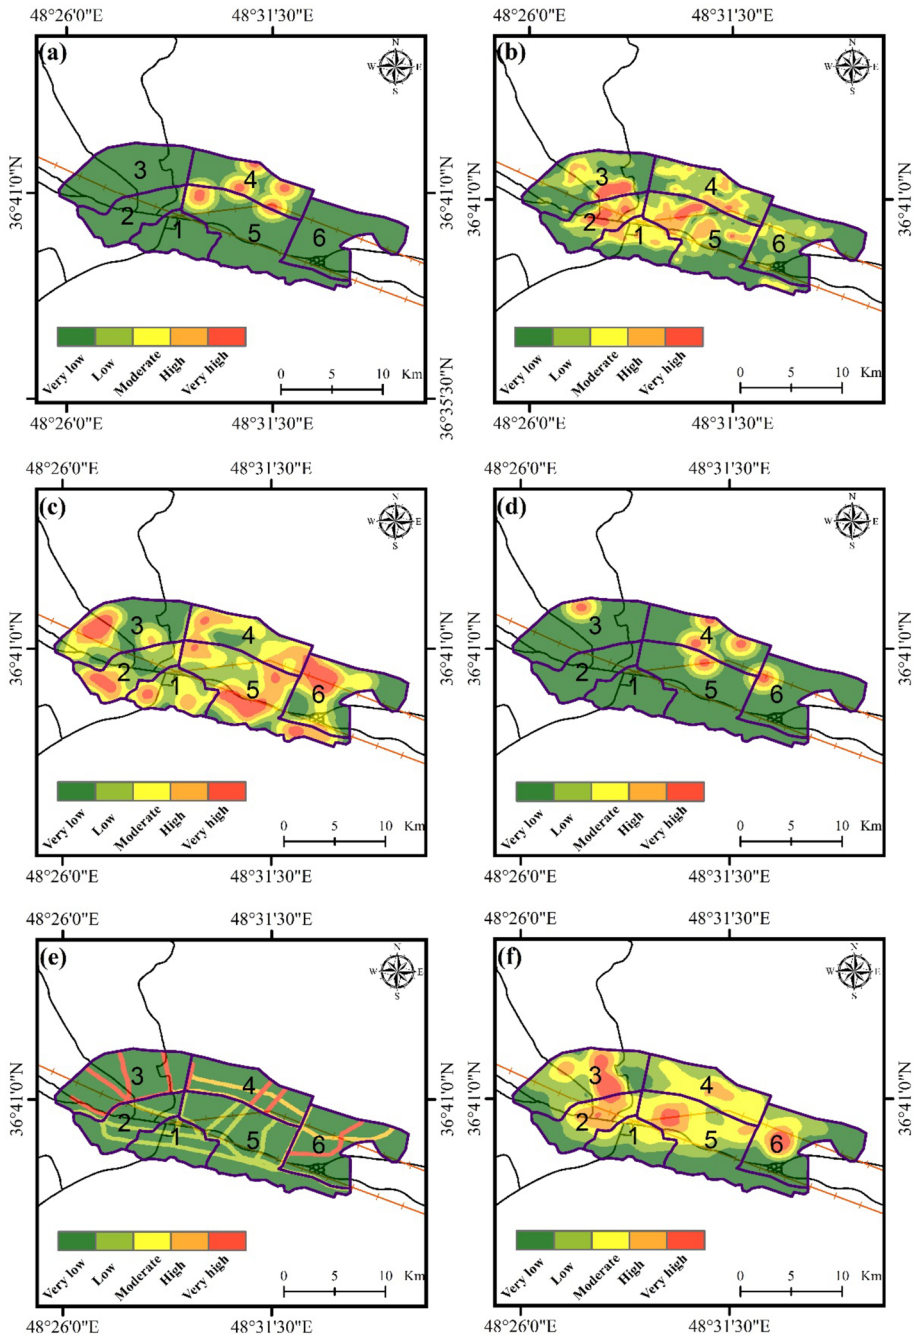 48°26'0"E 48°31'30"E 48°26'0"E 48°31'30"E
(a) N W E S (b) N W E S
36°41'0"N 36°41'0"N 36°41'0"N
3 4 2 1 5 6
3 4 2 1 5 6
Very low Low Moderate High Very high
0 5 10 Km
Very low Low Moderate High Very high
0 5 10 Km
36°35'30"N
48°26'0"E 48°31'30"E 48°26'0"E 48°31'30"E
48°26'0"E 48°31'30"E 48°26'0"E 48°31'30"E
(c) N W E S (d) N W E S
36°41'0"N 36°41'0"N 36°41'0"N
3 4 2 1 5 6
3 4 2 1 5 6
Very low Low Moderate High Very high
0 5 10 Km
Very low Low Moderate High Very high
0 5 10 Km
48°26'0"E 48°31'30"E 48°26'0"E 48°31'30"E
48°26'0"E 48°31'30"E 48°26'0"E 48°31'30"E
(e) N W E S (f) N W E S
36°41'0"N 36°41'0"N 36°41'0"N
3 4 2 1 5 6
3 4 2 1 5 6
Very low Low Moderate High Very high
0 5 10 Km
Very low Low Moderate High Very high
0 5 10 Km
48°26'0"E 48°31'30"E 48°26'0"E 48°31'30"E